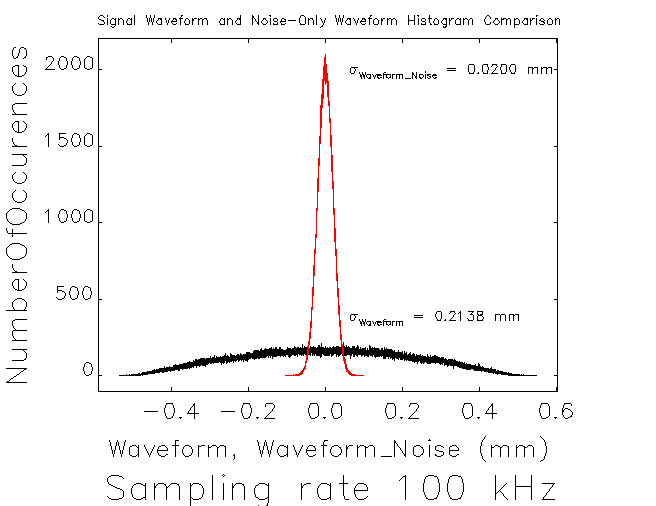 Signal Waveform and Noise-Only Waveform Histogram Comparison
NumberOfOccurences
2000
1500
1000
500
0
σWaveform_Noise = 0.0200 mm
σWaveform = 0.2138 mm
-0.4 -0.2 0.0 0.2 0.4 0.6
Waveform, Waveform_Noise (mm)
Sampling rate 100 kHz